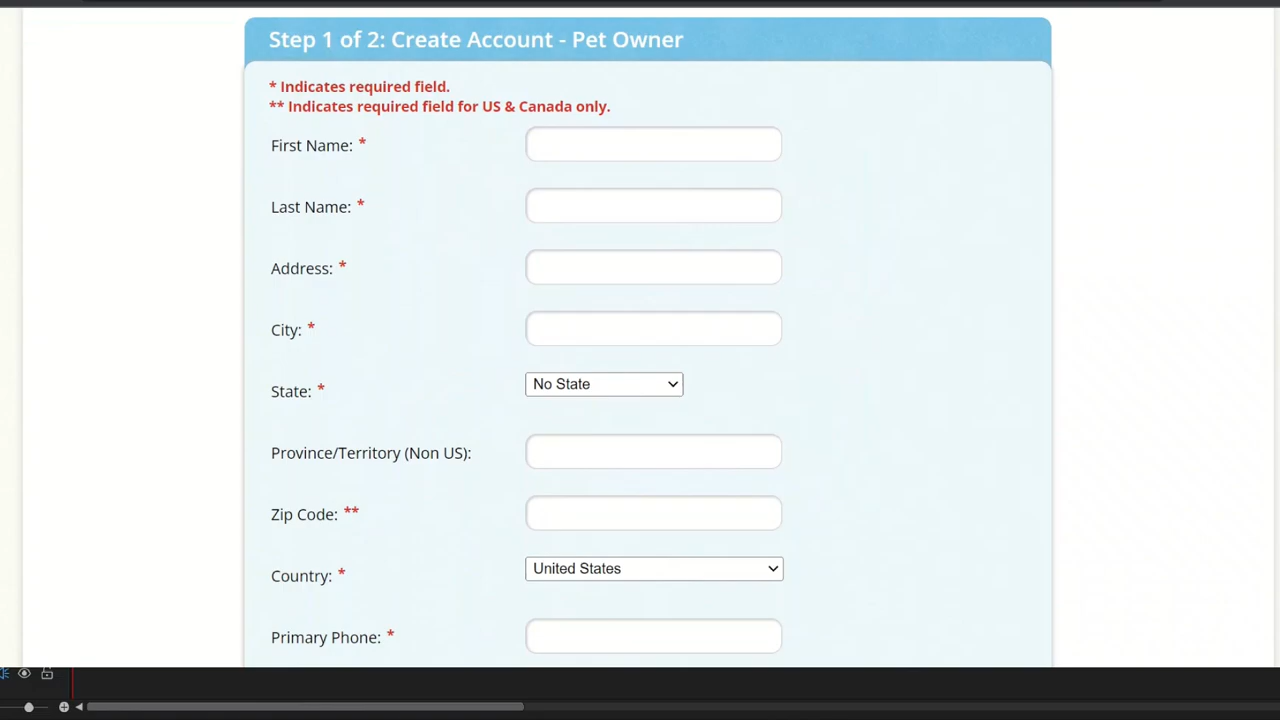 Step 1 of 2: Create Account - Pet Owner
* Indicates required field.
** Indicates required field for US & Canada only.
First Name: *
Last Name: *
Address: *
City: *
State: *
No State
Province/Territory (Non US):
Zip Code: **
Country: *
United States
Primary Phone: *